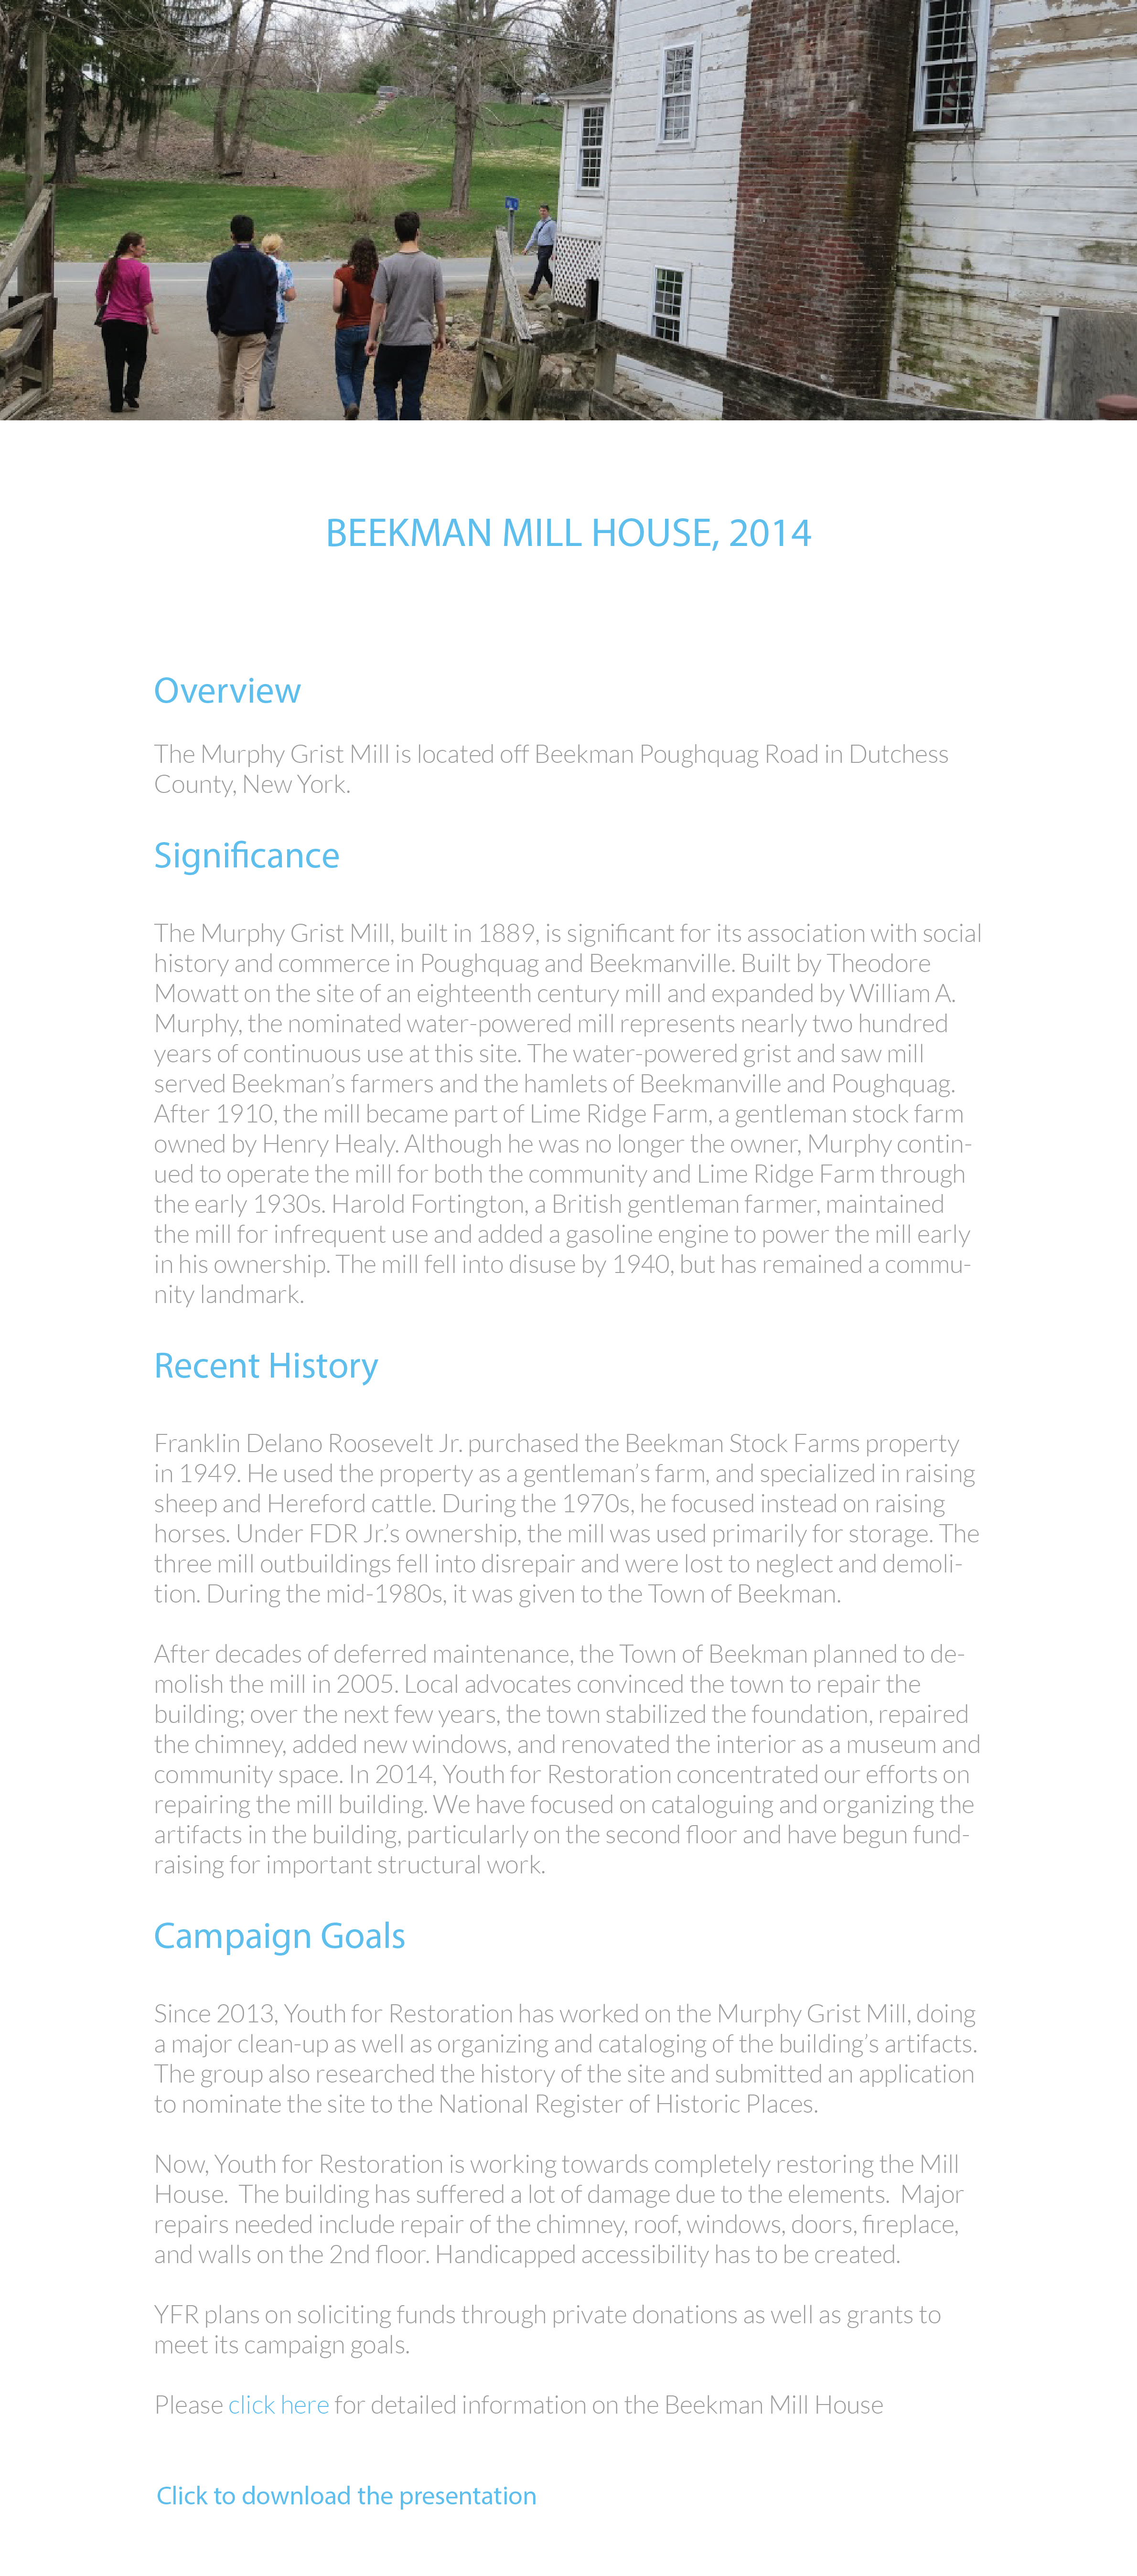 BEEKMAN MILL HOUSE, 2014
Overview
The Murphy Grist Mill is located off Beekman Poughquag Road in Dutchess
County, New York.
Significance
The Murphy Grist Mill, built in 1889, is significant for its association with social
history and commerce in Poughquag and Beekmanville. Built by Theodore
Mowatt on the site of an eighteenth century mill and expanded by William A.
Murphy, the nominated water-powered mill represents nearly two hundred
years of continuous use at this site. The water-powered grist and saw mill
served Beekman’s farmers and the hamlets of Beekmanville and Poughquag.
After 1910, the mill became part of Lime Ridge Farm, a gentleman stock farm
owned by Henry Healy. Although he was no longer the owner, Murphy contin-
ued to operate the mill for both the community and Lime Ridge Farm through
the early 1930s. Harold Fortington, a British gentleman farmer, maintained
the mill for infrequent use and added a gasoline engine to power the mill early
in his ownership. The mill fell into disuse by 1940, but has remained a commu-
nity landmark.
Recent History
Franklin Delano Roosevelt Jr. purchased the Beekman Stock Farms property
in 1949. He used the property as a gentleman’s farm, and specialized in raising
sheep and Hereford cattle. During the 1970s, he focused instead on raising
horses. Under FDR Jr.’s ownership, the mill was used primarily for storage. The
three mill outbuildings fell into disrepair and were lost to neglect and demoli-
tion. During the mid-1980s, it was given to the Town of Beekman.
After decades of deferred maintenance, the Town of Beekman planned to de-
molish the mill in 2005. Local advocates convinced the town to repair the
building; over the next few years, the town stabilized the foundation, repaired
the chimney, added new windows, and renovated the interior as a museum and
community space. In 2014, Youth for Restoration concentrated our efforts on
repairing the mill building. We have focused on cataloguing and organizing the
artifacts in the building, particularly on the second floor and have begun fund-
raising for important structural work.
Campaign Goals
Since 2013, Youth for Restoration has worked on the Murphy Grist Mill, doing
a major clean-up as well as organizing and cataloging of the building’s artifacts.
The group also researched the history of the site and submitted an application
to nominate the site to the National Register of Historic Places.
Now, Youth for Restoration is working towards completely restoring the Mill
House.  The building has suffered a lot of damage due to the elements.  Major
repairs needed include repair of the chimney, roof, windows, doors, fireplace,
and walls on the 2nd floor. Handicapped accessibility has to be created.
YFR plans on soliciting funds through private donations as well as grants to
meet its campaign goals.
Please click here for detailed information on the Beekman Mill House
Click to download the presentation